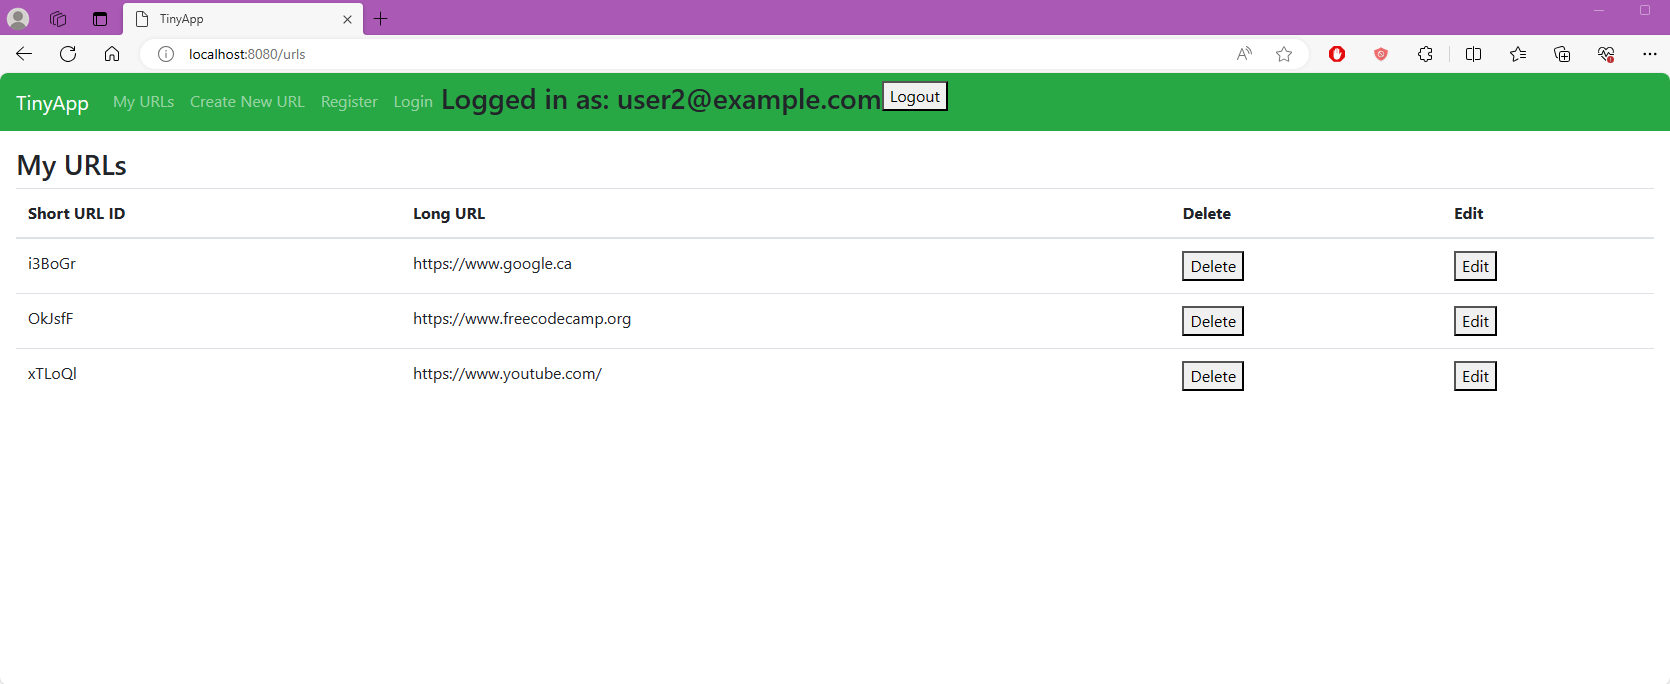 TinyApp
localhost:8080/urls
TinyApp My URLs Create New URL Register Login Logged in as: user2@example.com Logout
My URLs
Short URL ID Long URL Delete Edit
i3BoGr https://www.google.ca Delete Edit
OkJsfF https://www.freecodecamp.org Delete Edit
xTLoQl https://www.youtube.com/ Delete Edit